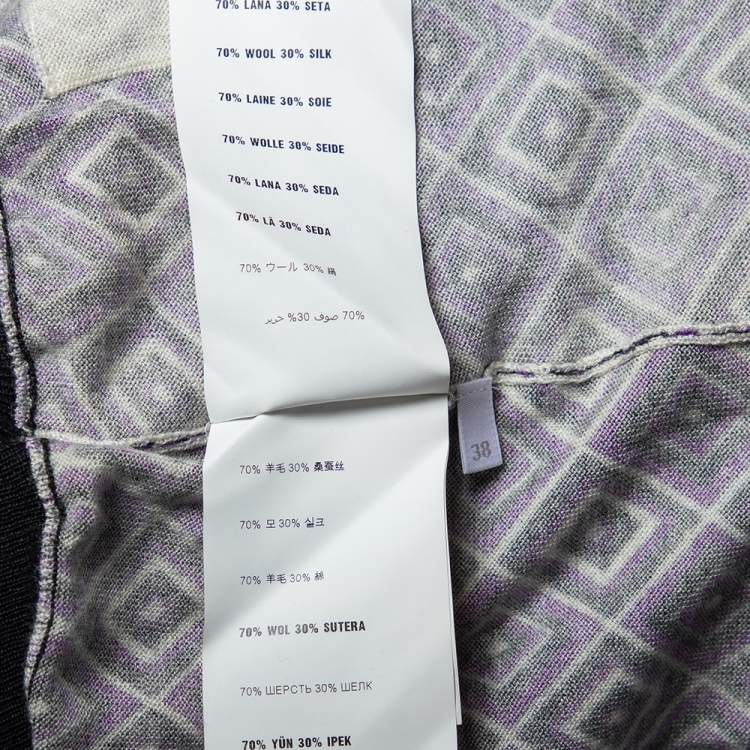 70% LANA 30% SETA
70% WOOL 30% SILK
70% LAINE 30% SOIE
70% WOLLE 30% SEIDE
70% LANA 30% SEDA
70% LÃ 30% SEDA
70% ウール 30% 絹
70% صوف 30% حرير
38
70% 羊毛 30% 桑蚕丝
70% 모 30% 실크
70% 羊毛 30% 絲
70% WOL 30% SUTERA
70% ШЕРСТЬ 30% ШЕЛК
70% YÜN 30% IPEK